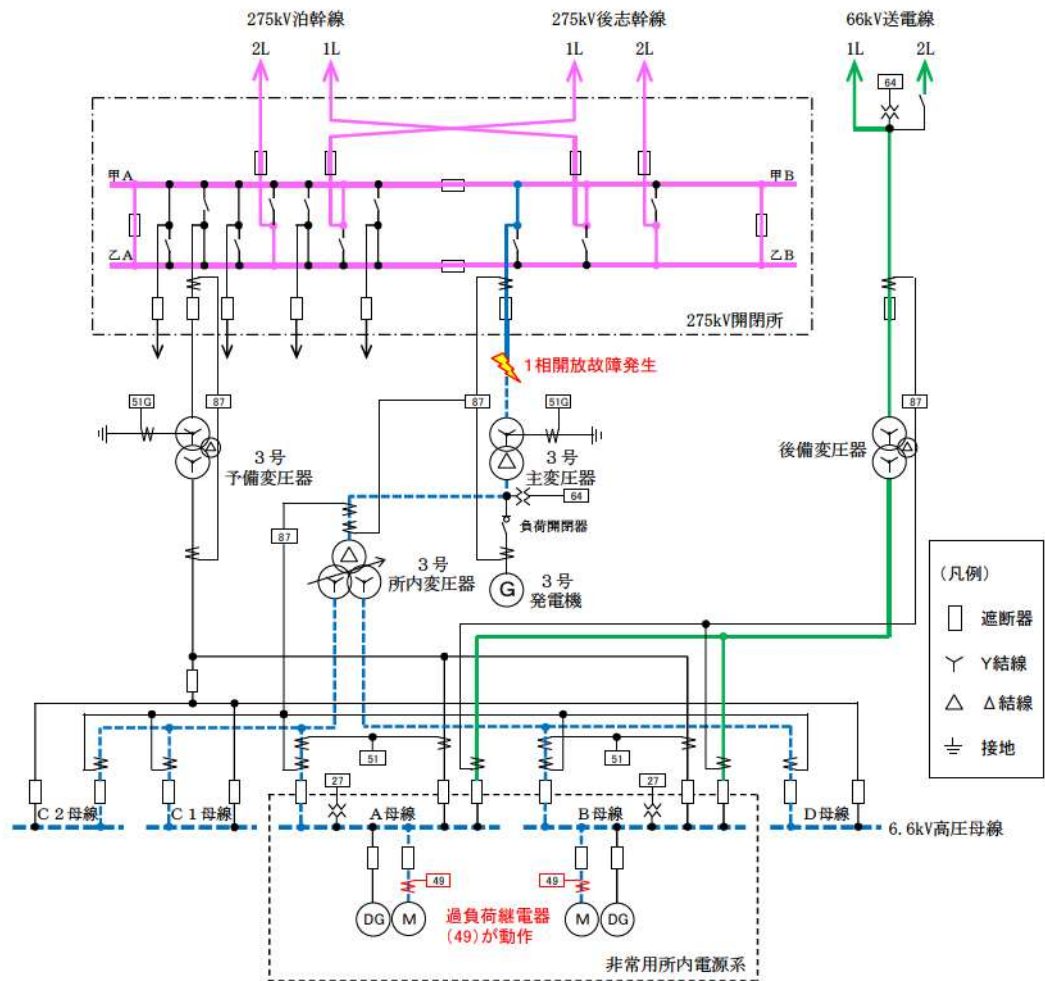 275kV泊幹線
275kV後志幹線
66kV送電線
2L
1L
1L
2L
1L
2L
64
甲A
甲B
乙A
乙B
275kV開閉所
1相開放故障発生
51G
87
87
51G
87
3号
予備変圧器
3号
主変圧器
後備変圧器
64
87
負荷開閉器
3号
所内変圧器
G
3号
発電機
(凡例)
遮断器
Y結線
Δ結線
接地
51
51
27
27
C2母線
C1母線
A母線
B母線
D母線
6.6kV高圧母線
49
49
DG
M
過負荷継電器
(49)が動作
M
DG
非常用所内電源系